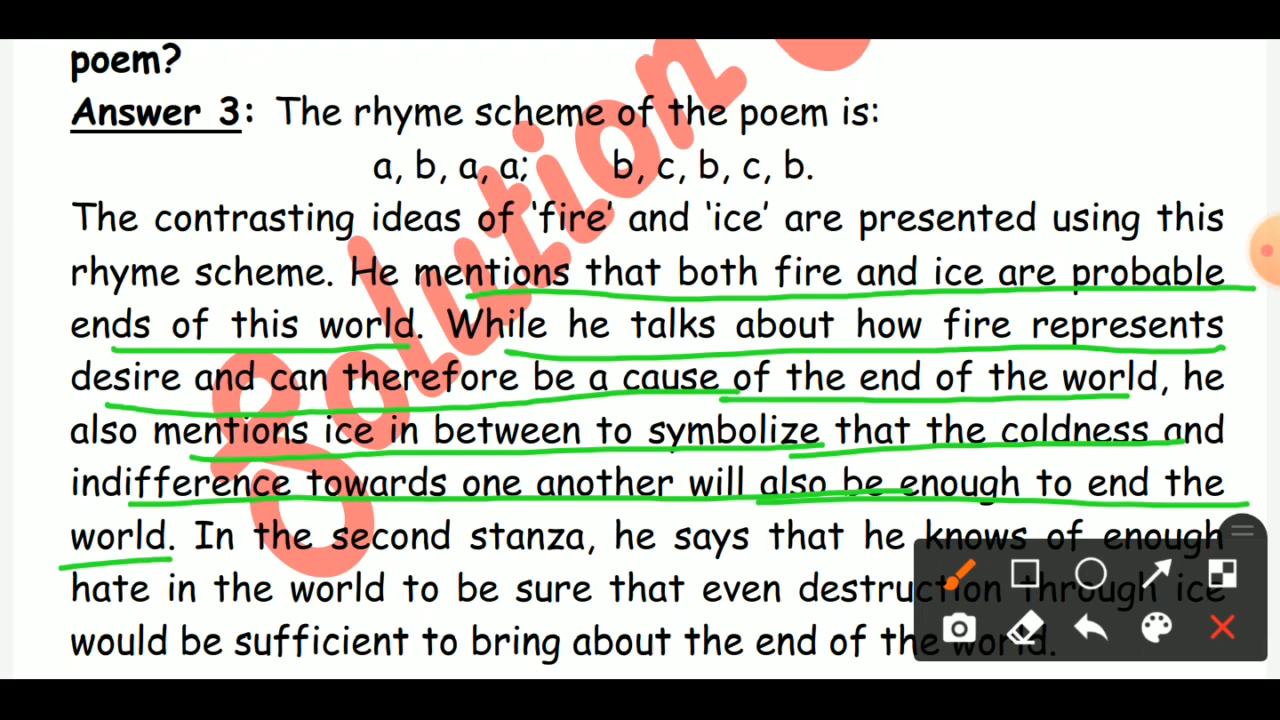 poem?
Answer 3: The rhyme scheme of the poem is:
a, b, a, a; b, c, b, c, b.
The contrasting ideas of ‘fire’ and ‘ice’ are presented using this
rhyme scheme. He mentions that both fire and ice are probable
ends of this world. While he talks about how fire represents
desire and can therefore be a cause of the end of the world, he
also mentions ice in between to symbolize that the coldness and
indifference towards one another will also be enough to end the
world. In the second stanza, he says that he knows of enough
hate in the world to be sure that even destruction through ice
would be sufficient to bring about the end of the world.
Solution